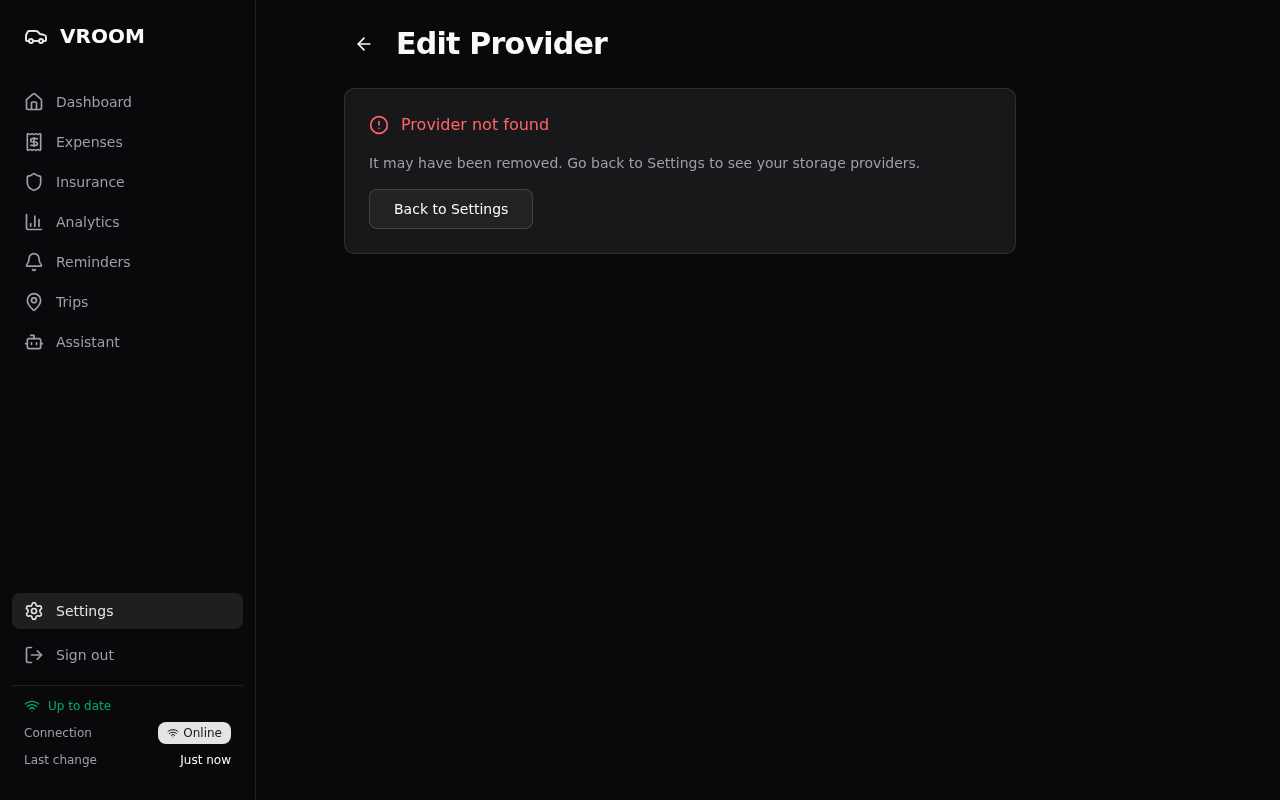 VROOM
Dashboard
Expenses
Insurance
Analytics
Reminders
Trips
Assistant
Settings
Sign out
Up to date
Connection Online
Last change Just now
Edit Provider
Provider not found
It may have been removed. Go back to Settings to see your storage providers.
Back to Settings